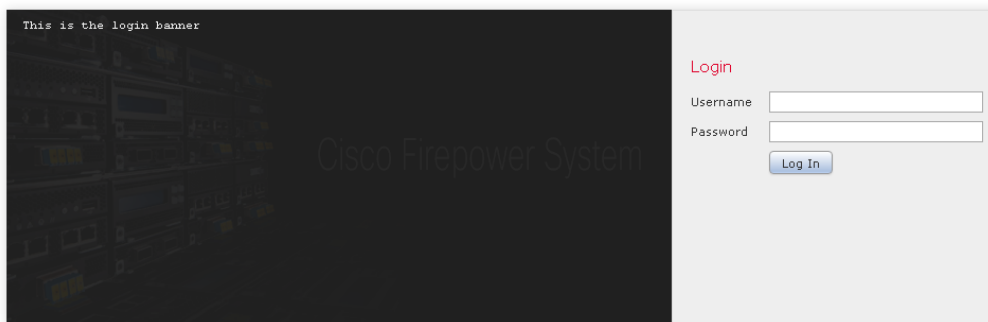 This is the login banner
Cisco Firepower System
Login
Username
Password
Log In